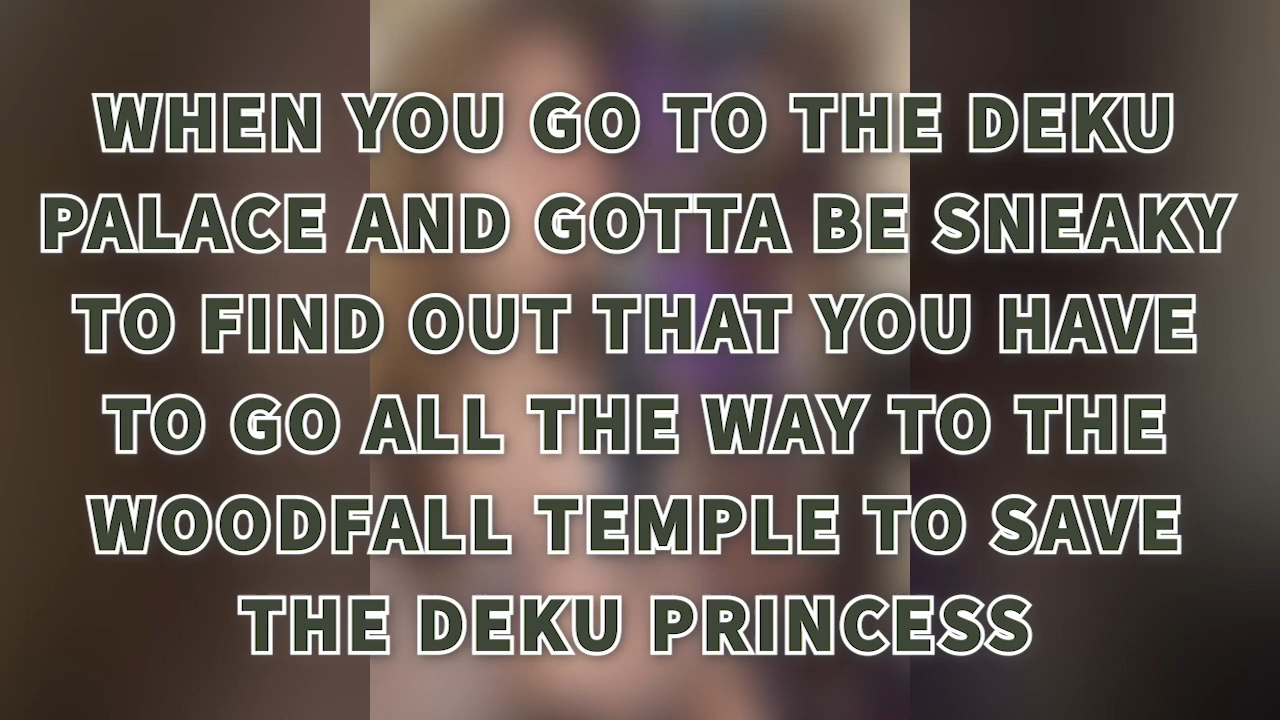 WHEN YOU GO TO THE DEKU
PALACE AND GOTTA BE SNEAKY
TO FIND OUT THAT YOU HAVE
TO GO ALL THE WAY TO THE
WOODFALL TEMPLE TO SAVE
THE DEKU PRINCESS